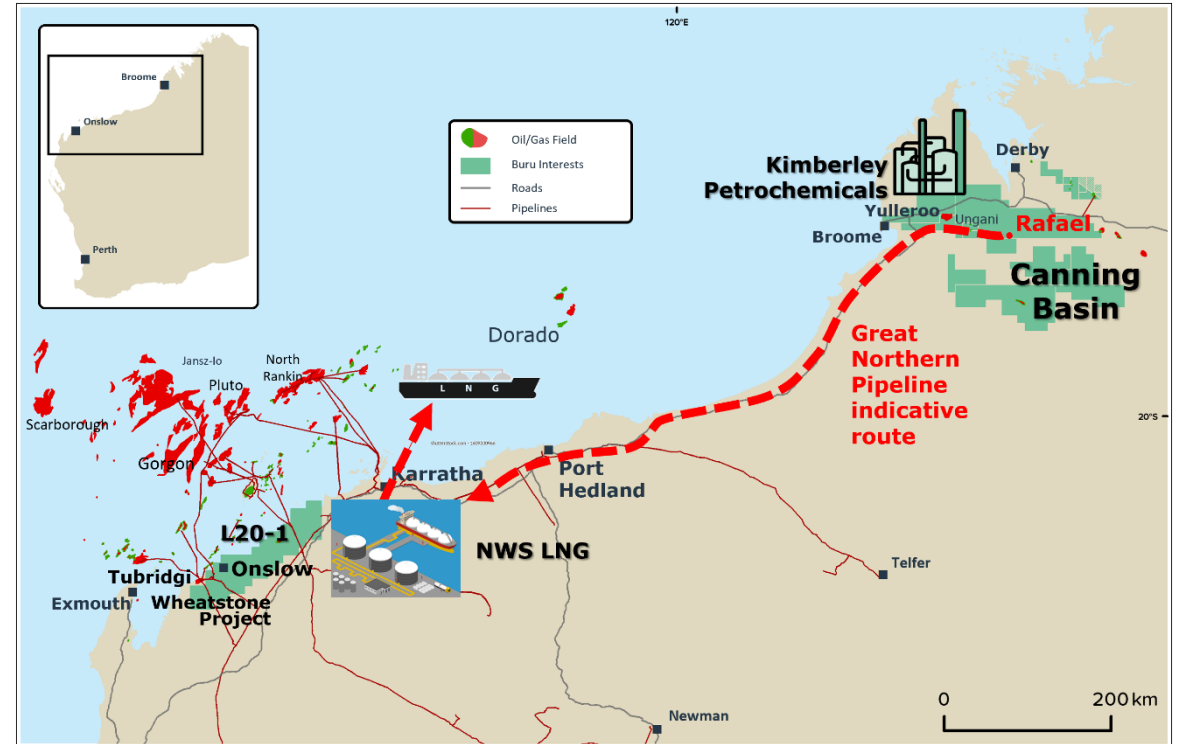 120°E
Broome
Onslow
Perth
Oil/Gas Field
Buru Interests
Roads
Pipelines
Kimberley
Petrochemicals
Derby
Yulleroo
Ungani
Rafael
Broome
Canning
Basin
Great
Northern
Pipeline
indicative
route
20°S
Dorado
L N G
Jansz-Io
North
Rankin
Pluto
Scarborough
Gorgon
Karratha
Port
Hedland
L20-1
Onslow
NWS LNG
Tubridgi
Exmouth
Wheatstone
Project
Telfer
Newman
0
200 km